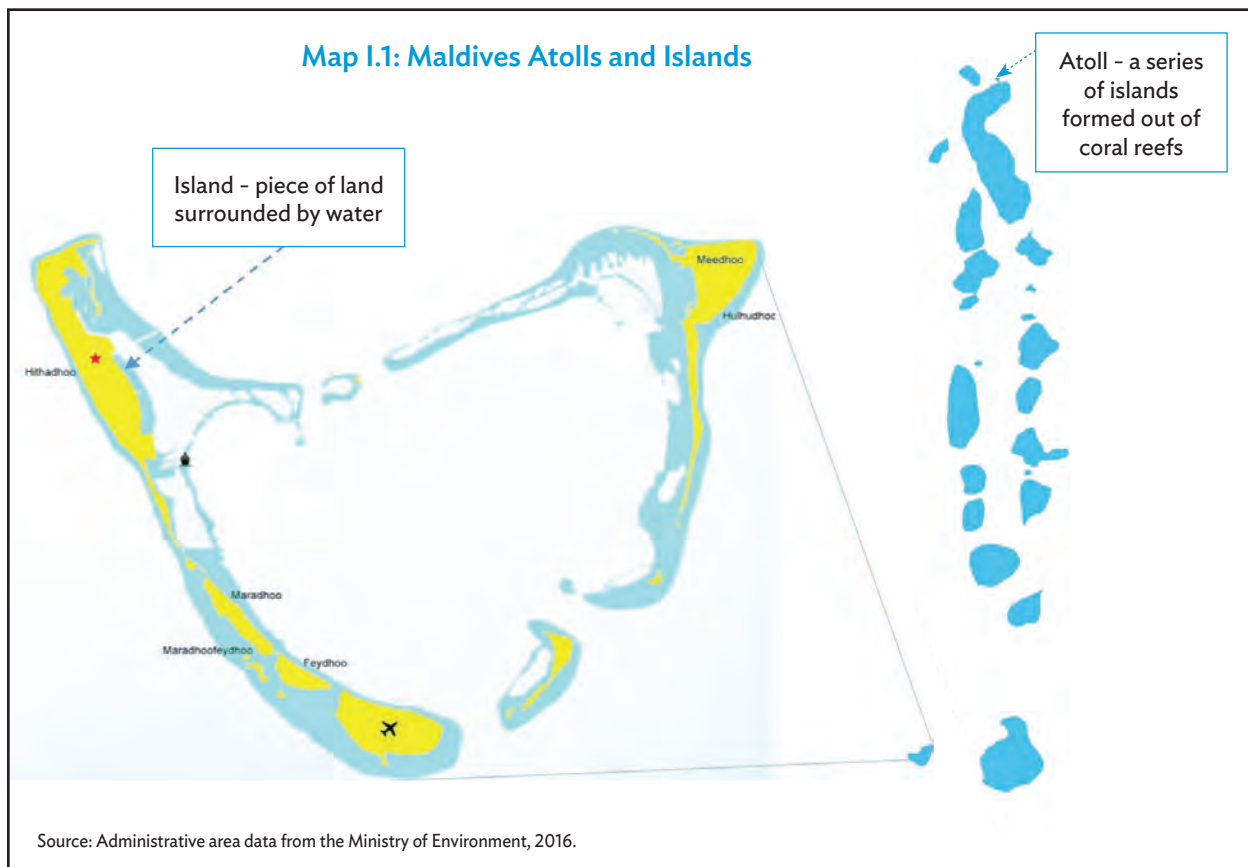 Map I.1: Maldives Atolls and Islands
Atoll – a series
of islands
formed out of
coral reefs
Island – piece of land
surrounded by water
Meedhoo
Hulhudhoo
Hithadhoo
Maradhoo
Maradhoofeydhoo
Feydhoo
Source: Administrative area data from the Ministry of Environment, 2016.